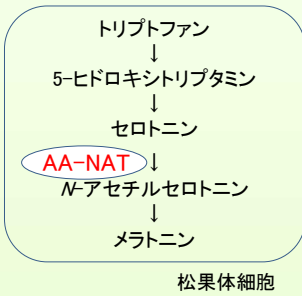 トリプトファン
↓
5-ヒドロキシトリプタミン
↓
セロトニン
AA-NAT ↓
N-アセチルセロトニン
↓
メラトニン
松果体細胞